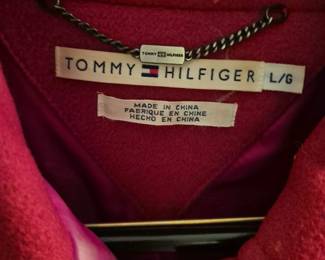 TOMMY HILFIGER
TOMMY HILFIGER L/G
MADE IN CHINA
FABRIQUE EN CHINE
HECHO EN CHINA